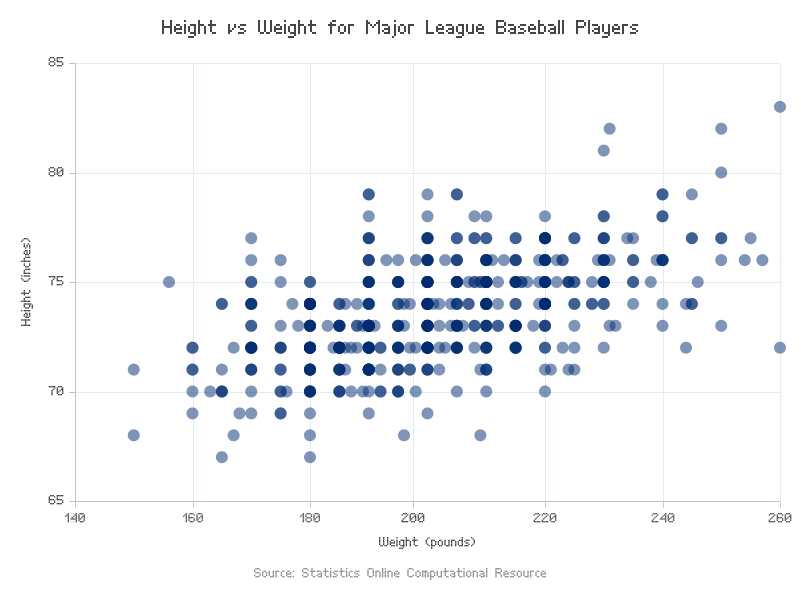 Height vs Weight for Major League Baseball Players
85
80
75
70
65
Height (inches)
140 160 180 200 220 240 260
Weight (pounds)
Source: Statistics Online Computational Resource